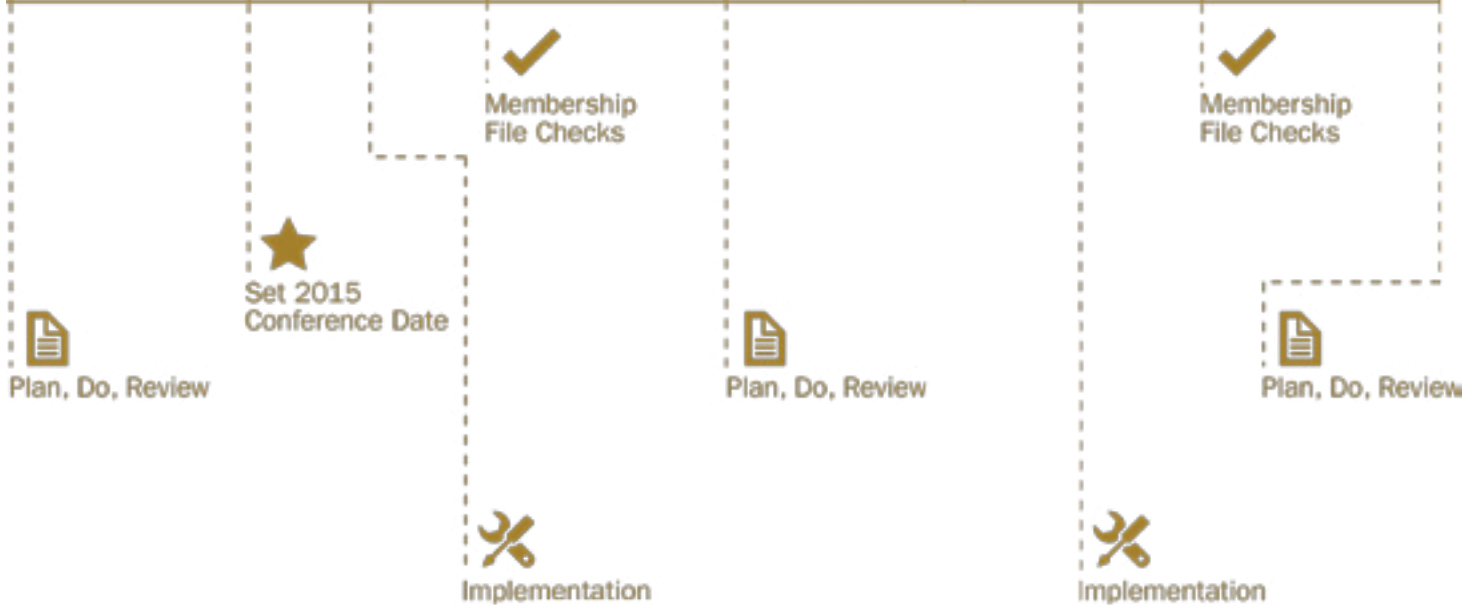 Membership
File Checks
Membership
File Checks
Set 2015
Conference Date
Plan, Do, Review
Plan, Do, Review
Plan, Do, Review
Implementation
Implementation